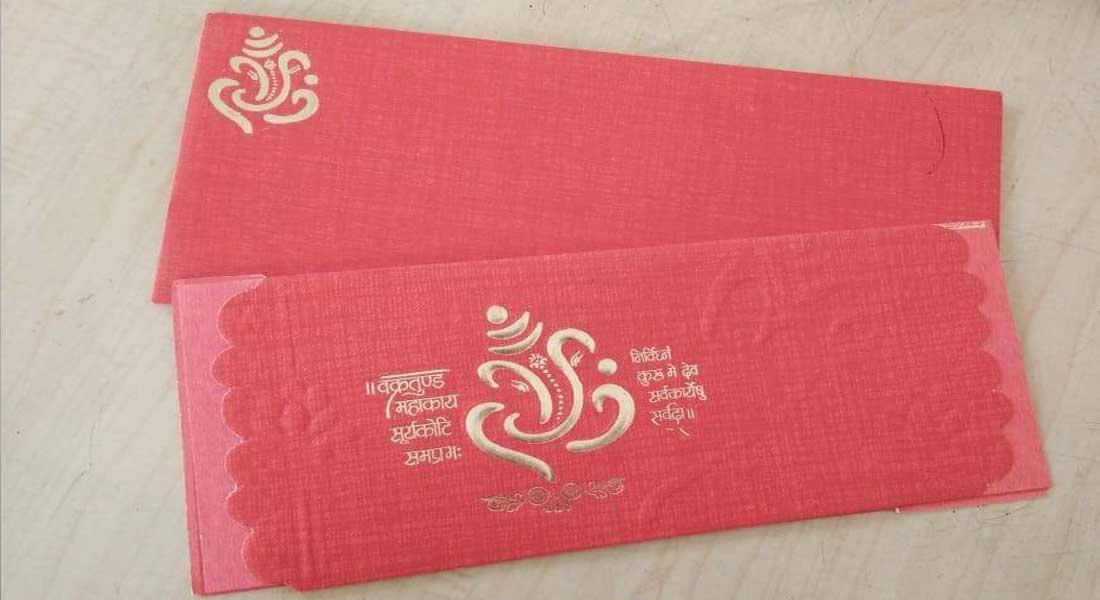 ॥वक्रतुण्ड
महाकाय
सूर्यकोटि
समप्रभः
निर्विघ्नं
कुरु मे देव
सर्वकार्येषु
सर्वदा॥